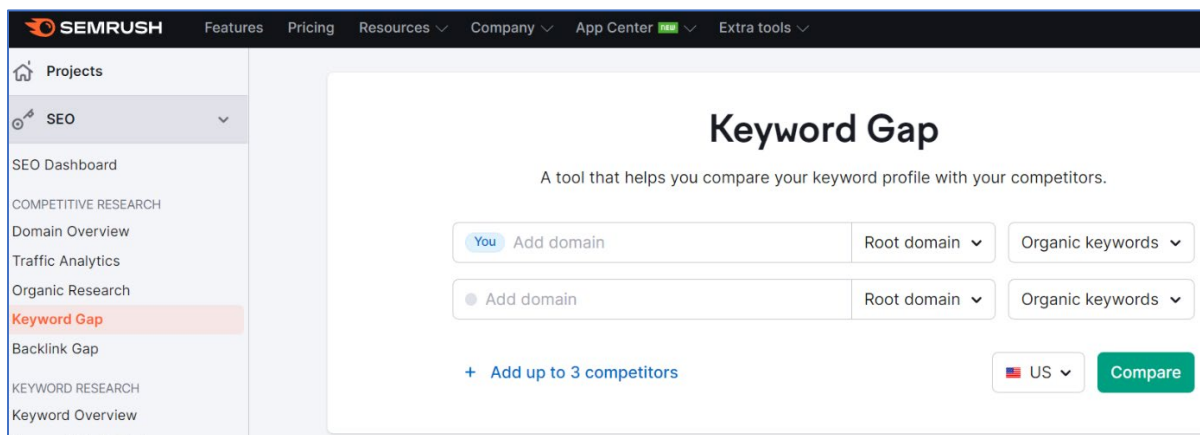 SEMRUSH Features Pricing Resources Company App Center NEW Extra tools
Projects
SEO
SEO Dashboard
COMPETITIVE RESEARCH
Domain Overview
Traffic Analytics
Organic Research
Keyword Gap
Backlink Gap
KEYWORD RESEARCH
Keyword Overview
Keyword Gap
A tool that helps you compare your keyword profile with your competitors.
You Add domain Root domain Organic keywords
Add domain Root domain Organic keywords
+ Add up to 3 competitors US Compare